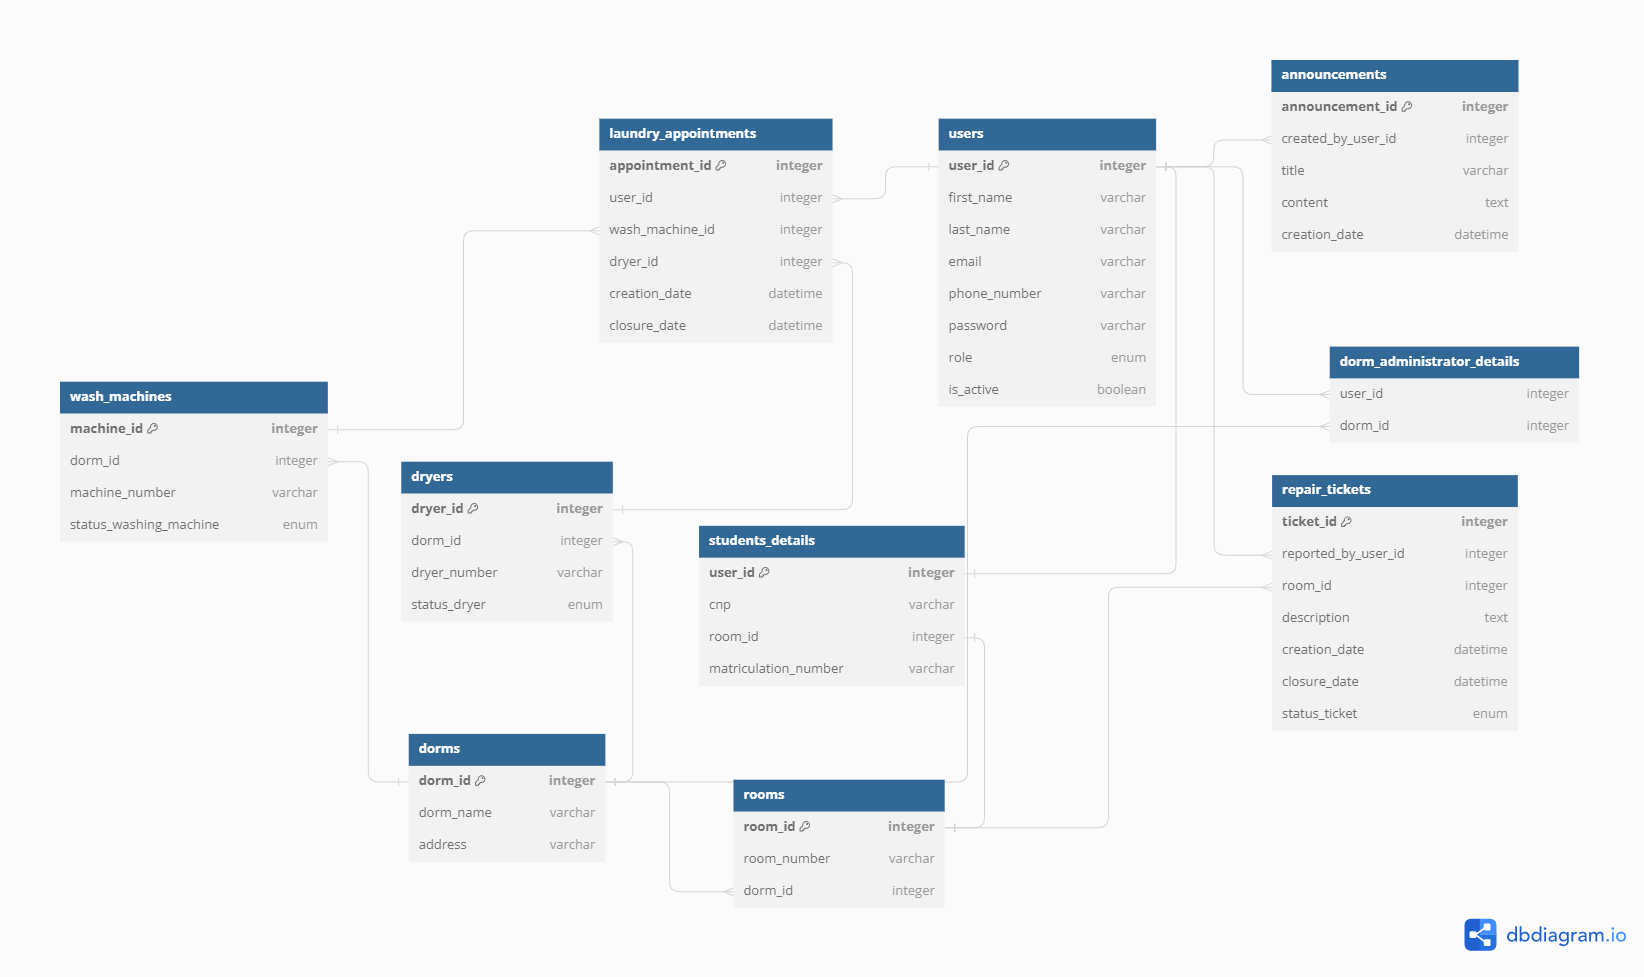 announcements
announcement_id integer
created_by_user_id integer
title varchar
content text
creation_date datetime
laundry_appointments
appointment_id integer
user_id integer
wash_machine_id integer
dryer_id integer
creation_date datetime
closure_date datetime
users
user_id integer
first_name varchar
last_name varchar
email varchar
phone_number varchar
password varchar
role enum
is_active boolean
dorm_administrator_details
user_id integer
dorm_id integer
wash_machines
machine_id integer
dorm_id integer
machine_number varchar
status_washing_machine enum
dryers
dryer_id integer
dorm_id integer
dryer_number varchar
status_dryer enum
students_details
user_id integer
cnp varchar
room_id integer
matriculation_number varchar
repair_tickets
ticket_id integer
reported_by_user_id integer
room_id integer
description text
creation_date datetime
closure_date datetime
status_ticket enum
dorms
dorm_id integer
dorm_name varchar
address varchar
rooms
room_id integer
room_number varchar
dorm_id integer
dbdiagram.io